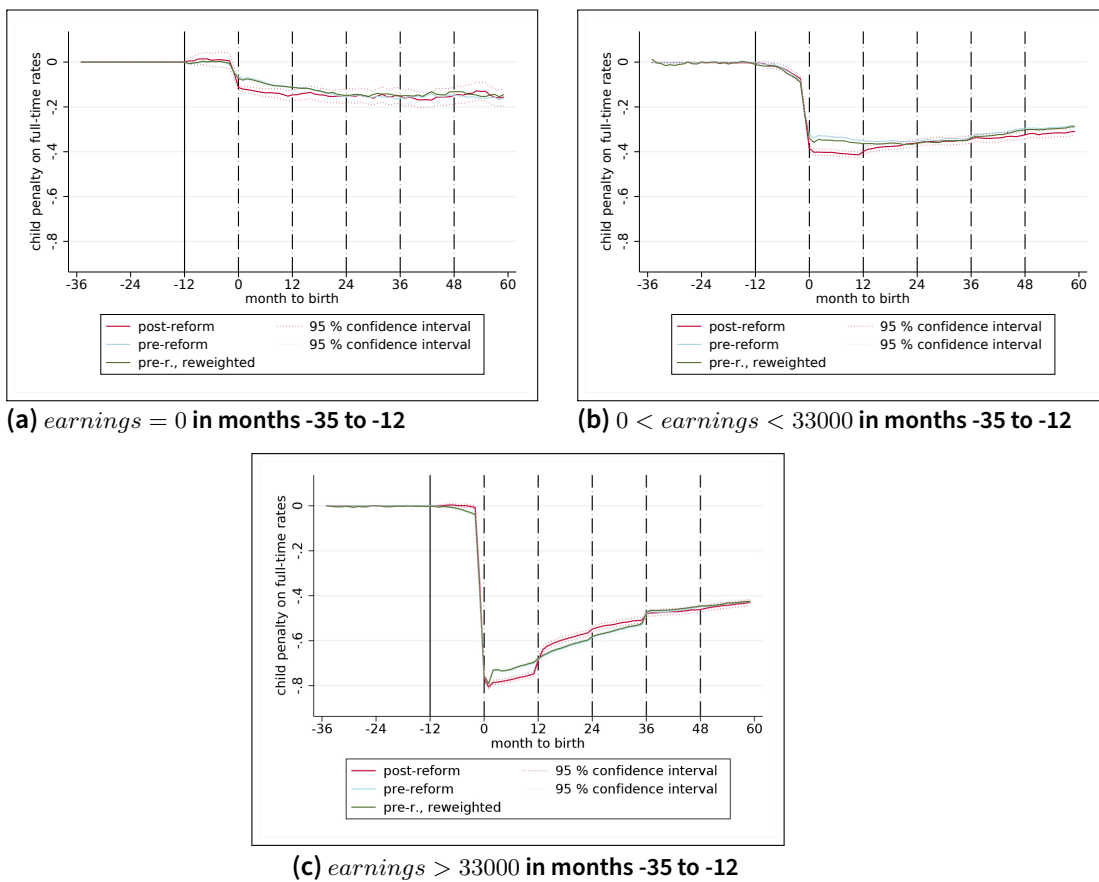 child penalty on full-time rates
0
-.2
-.4
-.6
-.8
-36 -24 -12 0 12 24 36 48 60
month to birth
post-reform 95 % confidence interval
pre-reform 95 % confidence interval
pre-r., reweighted
(a) earnings = 0 in months -35 to -12
child penalty on full-time rates
0
-.2
-.4
-.6
-.8
-36 -24 -12 0 12 24 36 48 60
month to birth
post-reform 95 % confidence interval
pre-reform 95 % confidence interval
pre-r., reweighted
(b) 0 < earnings < 33000 in months -35 to -12
child penalty on full-time rates
0
-.2
-.4
-.6
-.8
-36 -24 -12 0 12 24 36 48 60
month to birth
post-reform 95 % confidence interval
pre-reform 95 % confidence interval
pre-r., reweighted
(c) earnings > 33000 in months -35 to -12